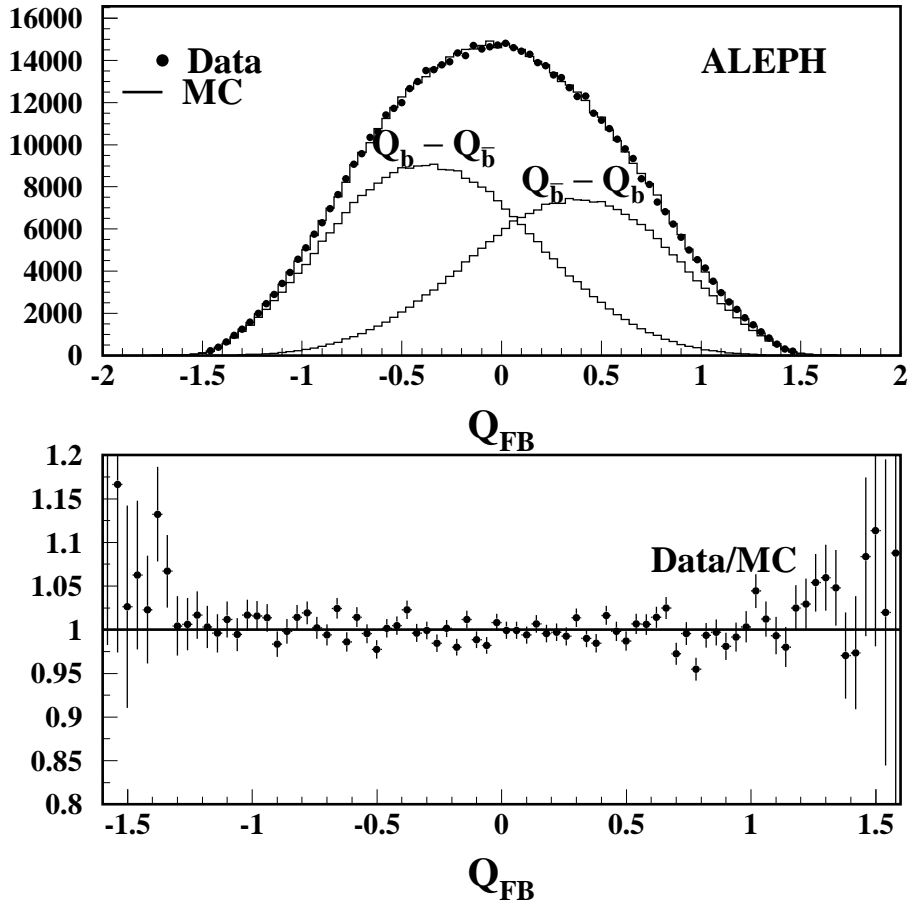 16000
14000
12000
10000
8000
6000
4000
2000
0
Data
MC
ALEPH
Q_b − Q_b̄
Q_b̄ − Q_b
-2 -1.5 -1 -0.5 0 0.5 1 1.5 2
Q_FB
1.2
1.15
1.1
1.05
1
0.95
0.9
0.85
0.8
Data/MC
-1.5 -1 -0.5 0 0.5 1 1.5
Q_FB